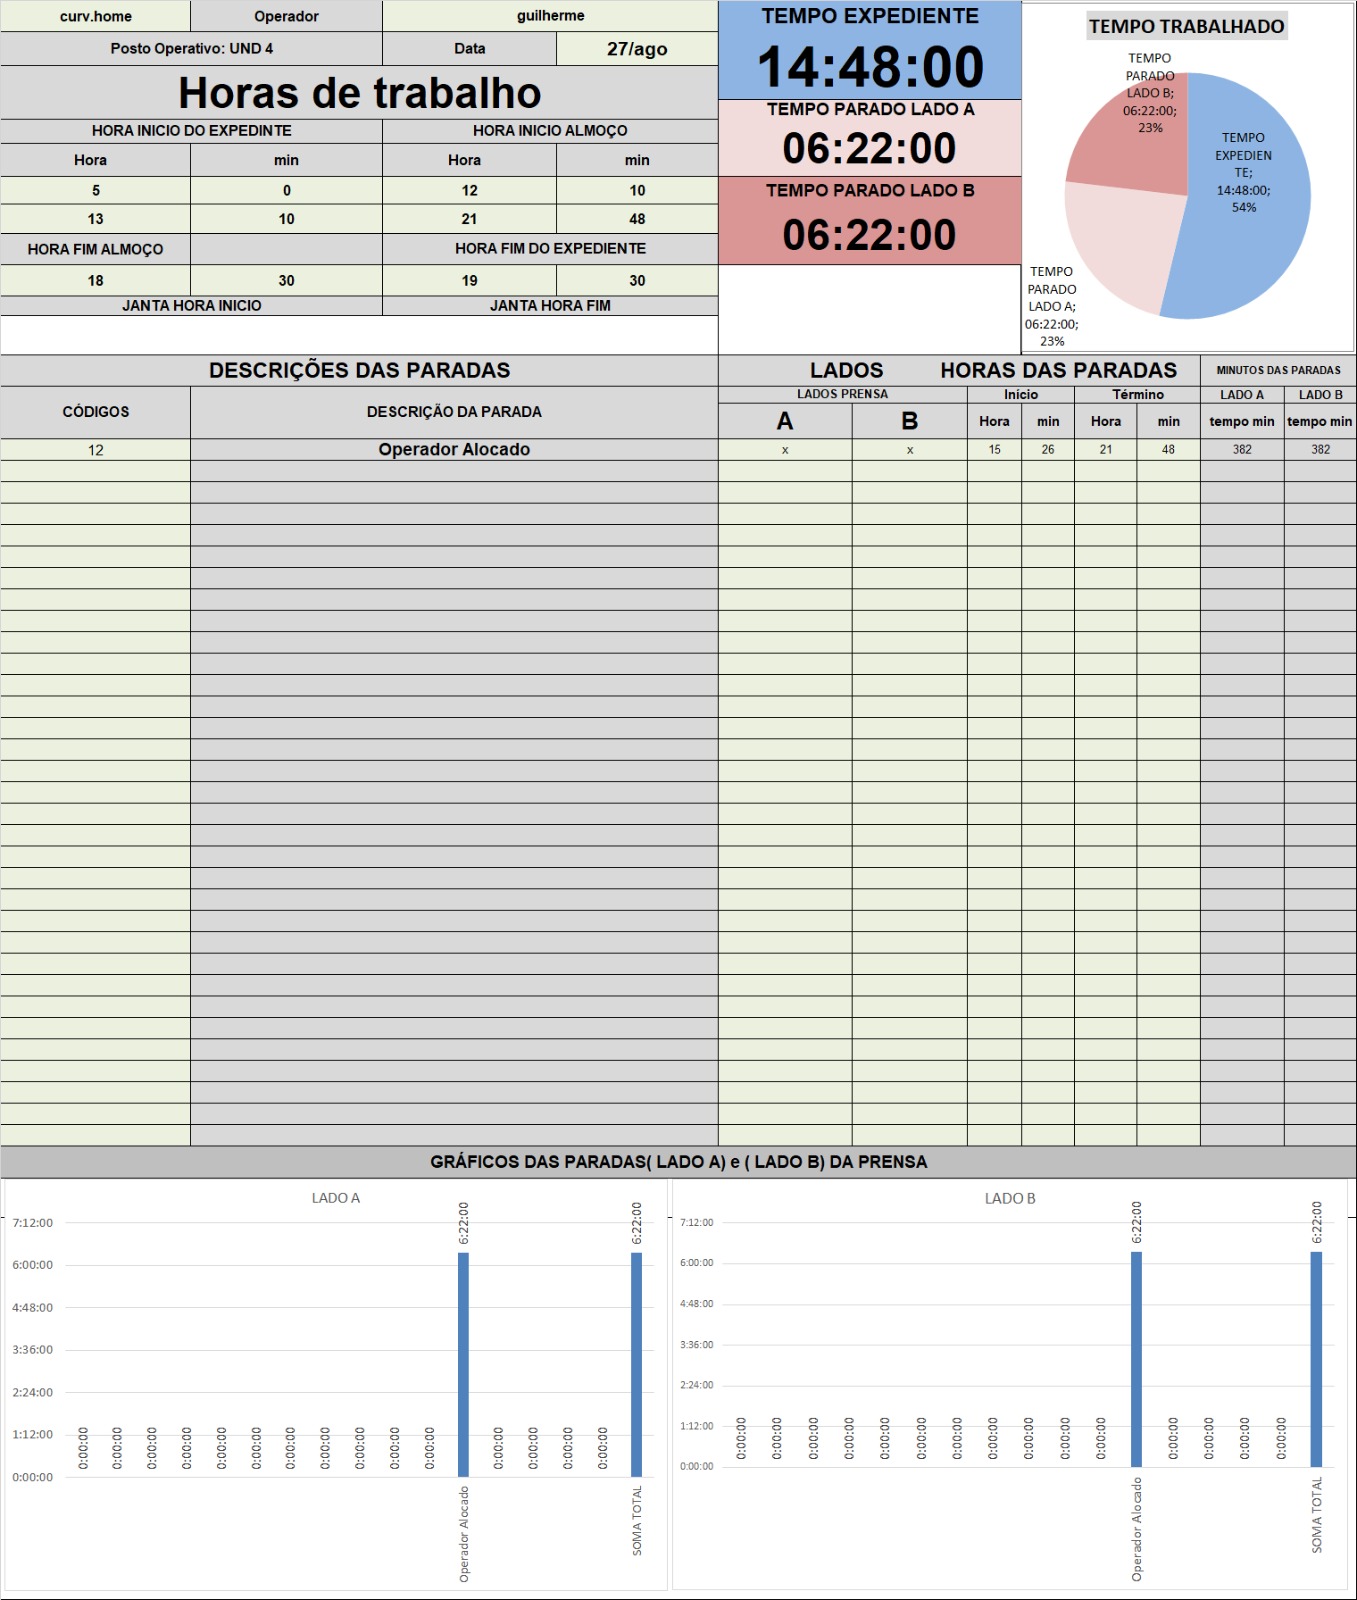 curv.home Operador guilherme
Posto Operativo: UND 4 Data 27/ago
Horas de trabalho
HORA INICIO DO EXPEDINTE HORA INICIO ALMOÇO
Hora min Hora min
5 0 12 10
13 10 21 48
HORA FIM ALMOÇO HORA FIM DO EXPEDIENTE
18 30 19 30
JANTA HORA INICIO JANTA HORA FIM
TEMPO EXPEDIENTE
14:48:00
TEMPO PARADO LADO A
06:22:00
TEMPO PARADO LADO B
06:22:00
TEMPO TRABALHADO
TEMPO
PARADO
LADO B;
06:22:00;
23%
TEMPO
EXPEDIEN
TE;
14:48:00;
54%
TEMPO
PARADO
LADO A;
06:22:00;
23%
DESCRIÇÕES DAS PARADAS LADOS HORAS DAS PARADAS MINUTOS DAS PARADAS
CÓDIGOS DESCRIÇÃO DA PARADA LADOS PRENSA Início Término LADO A LADO B
A B Hora min Hora min tempo min tempo min
12 Operador Alocado x x 15 26 21 48 382 382
GRÁFICOS DAS PARADAS( LADO A) e ( LADO B) DA PRENSA
LADO A
7:12:00
6:00:00
4:48:00
3:36:00
2:24:00
1:12:00
0:00:00
0:00:00 0:00:00 0:00:00 0:00:00 0:00:00 0:00:00 0:00:00 0:00:00 0:00:00 0:00:00 0:00:00 6:22:00 0:00:00 0:00:00 0:00:00 0:00:00 6:22:00
Operador Alocado SOMA TOTAL
LADO B
7:12:00
6:00:00
4:48:00
3:36:00
2:24:00
1:12:00
0:00:00
0:00:00 0:00:00 0:00:00 0:00:00 0:00:00 0:00:00 0:00:00 0:00:00 0:00:00 0:00:00 0:00:00 6:22:00 0:00:00 0:00:00 0:00:00 0:00:00 6:22:00
Operador Alocado SOMA TOTAL